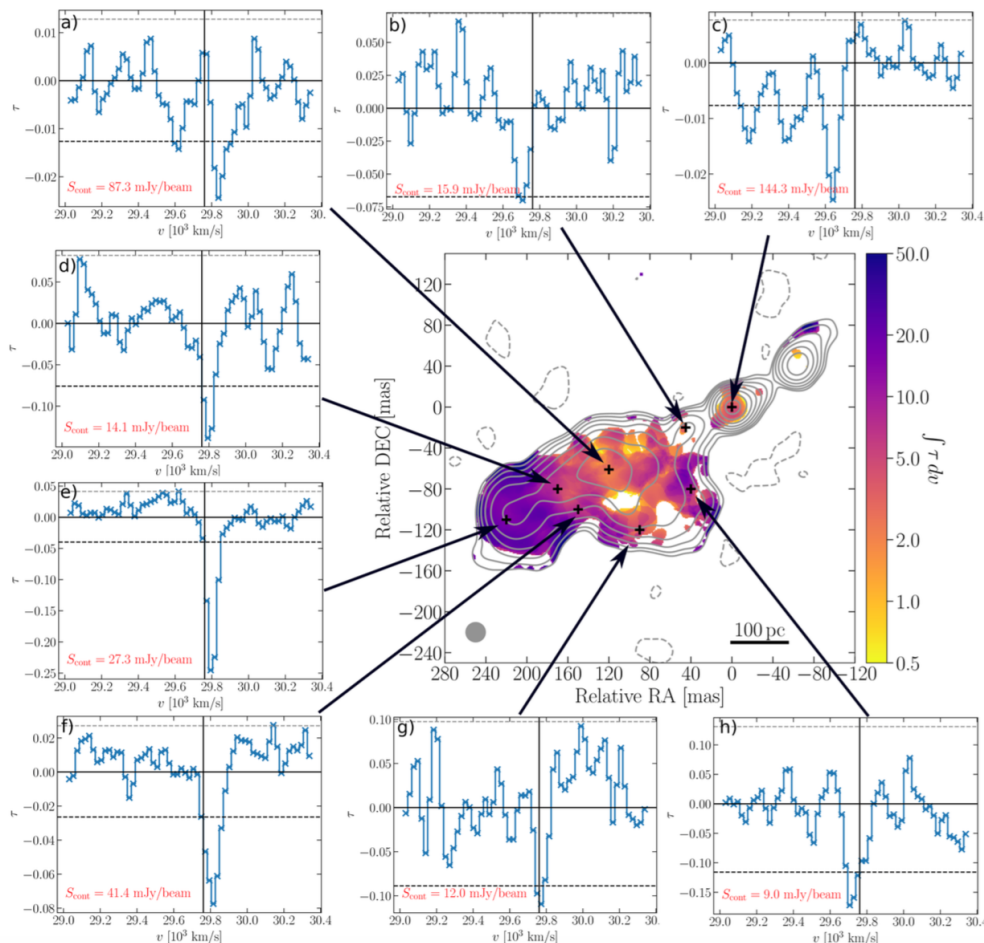 a)
0.01
0.00
−0.01
−0.02
τ
S_cont = 87.3 mJy/beam
29.0 29.2 29.4 29.6 29.8 30.0 30.2 30.
v [10³ km/s]
b)
0.050
0.025
0.000
−0.025
−0.050
−0.075
τ
S_cont = 15.9 mJy/beam
29.0 29.2 29.4 29.6 29.8 30.0 30.2 30.
v [10³ km/s]
c)
0.00
−0.01
−0.02
τ
S_cont = 144.3 mJy/beam
29.0 29.2 29.4 29.6 29.8 30.0 30.2 30.4
v [10³ km/s]
d)
0.05
0.00
−0.05
−0.10
τ
S_cont = 14.1 mJy/beam
29.0 29.2 29.4 29.6 29.8 30.0 30.2 30.4
v [10³ km/s]
e)
0.05
0.00
−0.05
−0.10
−0.15
−0.20
−0.25
τ
S_cont = 27.3 mJy/beam
29.0 29.2 29.4 29.6 29.8 30.0 30.2 30.4
v [10³ km/s]
Relative DEC [mas]
120
80
40
0
−40
−80
−120
−160
−200
−240
100 pc
280 240 200 160 120 80 40 0 −40 −80 −120
Relative RA [mas]
50.0
20.0
10.0
5.0
2.0
1.0
0.5
∫ τ dv
f)
0.02
0.00
−0.02
−0.04
−0.06
−0.08
τ
S_cont = 41.4 mJy/beam
29.0 29.2 29.4 29.6 29.8 30.0 30.2 30.4
v [10³ km/s]
g)
0.10
0.05
0.00
−0.05
−0.10
τ
S_cont = 12.0 mJy/beam
29.0 29.2 29.4 29.6 29.8 30.0 30.2 30.4
v [10³ km/s]
h)
0.10
0.05
0.00
−0.05
−0.10
−0.15
τ
S_cont = 9.0 mJy/beam
29.0 29.2 29.4 29.6 29.8 30.0 30.2 30.4
v [10³ km/s]